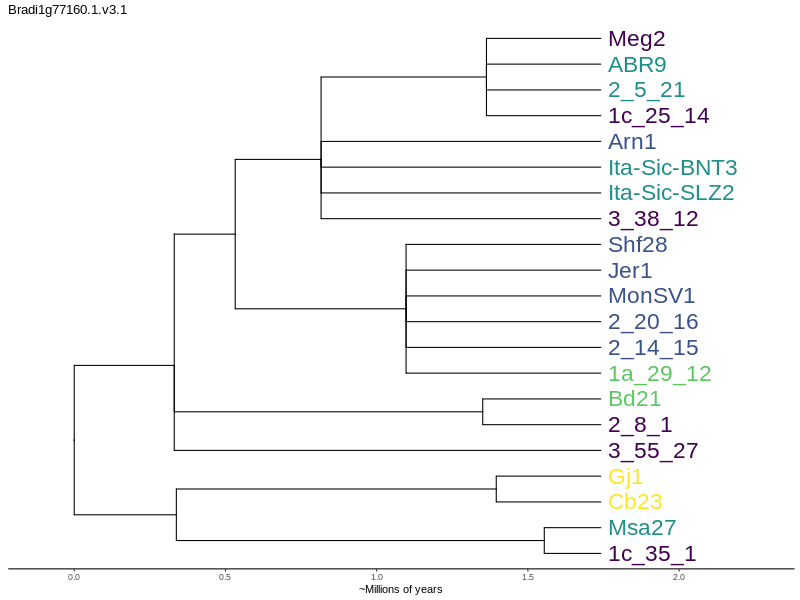 Bradi1g77160.1.v3.1
Meg2
ABR9
2_5_21
1c_25_14
Arn1
Ita-Sic-BNT3
Ita-Sic-SLZ2
3_38_12
Shf28
Jer1
MonSV1
2_20_16
2_14_15
1a_29_12
Bd21
2_8_1
3_55_27
Gj1
Cb23
Msa27
1c_35_1
0.0 0.5 1.0 1.5 2.0
~Millions of years